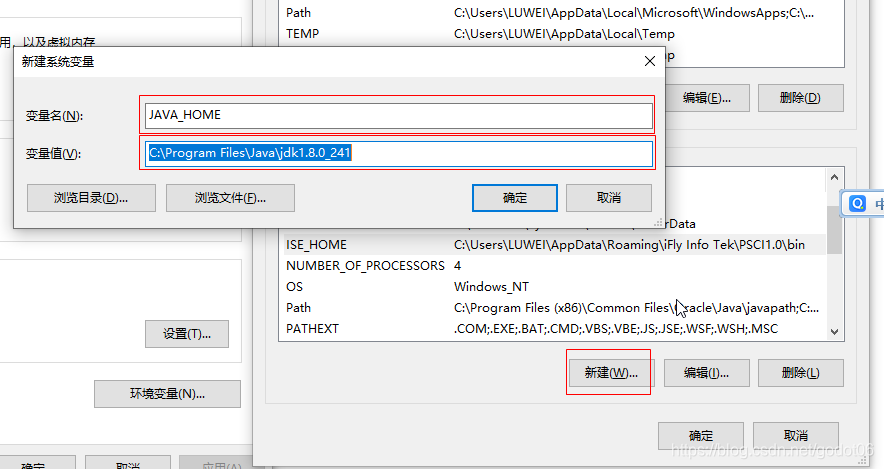 Path C:\Users\LUWEI\AppData\Local\Microsoft\WindowsApps;C:\...
TEMP C:\Users\LUWEI\AppData\Local\Temp
用，以及虚拟内存
新建系统变量
变量名(N): JAVA_HOME
编辑(E)... 删除(D)
变量值(V): C:\Program Files\Java\jdk1.8.0_241
浏览目录(D)... 浏览文件(F)... 确定 取消
ISE_HOME C:\Users\LUWEI\AppData\Roaming\iFly Info Tek\PSCI1.0\bin
NUMBER_OF_PROCESSORS 4
OS Windows_NT
Path C:\Program Files (x86)\Common Files\Oracle\Java\javapath;C:...
PATHEXT .COM;.EXE;.BAT;.CMD;.VBS;.VBE;.JS;.JSE;.WSF;.WSH;.MSC
设置(T)...
新建(W)... 编辑(I)... 删除(L)
环境变量(N)...
确定 取消
https://blog.csdn.net/godot06
确定 取消 应用(A)